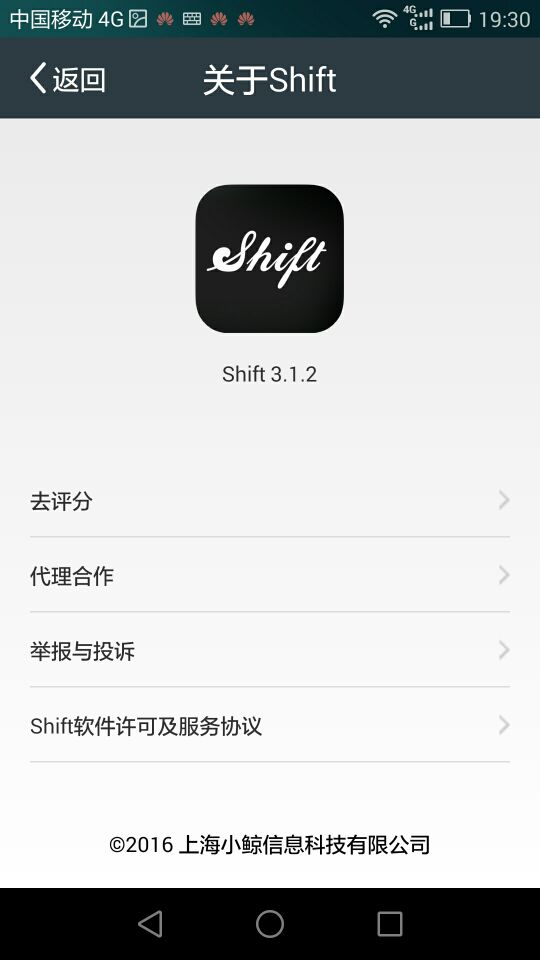 中国移动 4G 4G G 19:30
返回 关于Shift
Shift
Shift 3.1.2
去评分
代理合作
举报与投诉
Shift软件许可及服务协议
©2016 上海小鲸信息科技有限公司